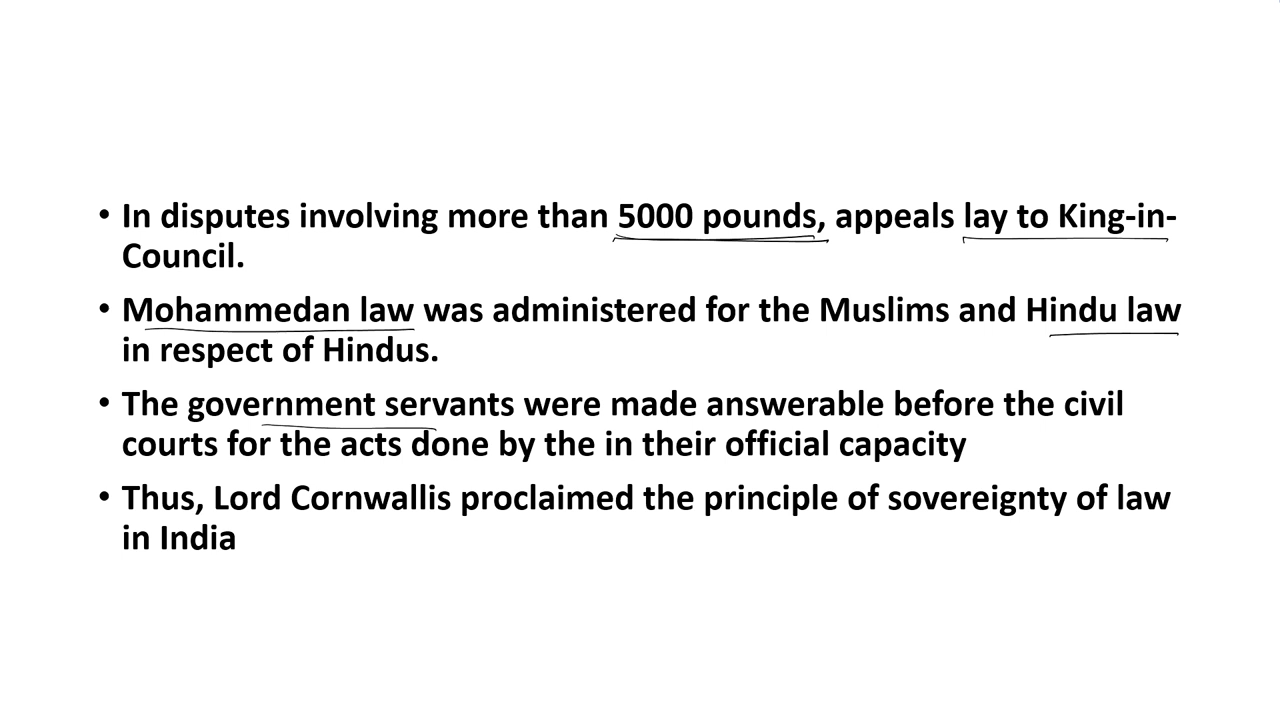 • In disputes involving more than 5000 pounds, appeals lay to King-in-
Council.
• Mohammedan law was administered for the Muslims and Hindu law
in respect of Hindus.
• The government servants were made answerable before the civil
courts for the acts done by the in their official capacity
• Thus, Lord Cornwallis proclaimed the principle of sovereignty of law
in India